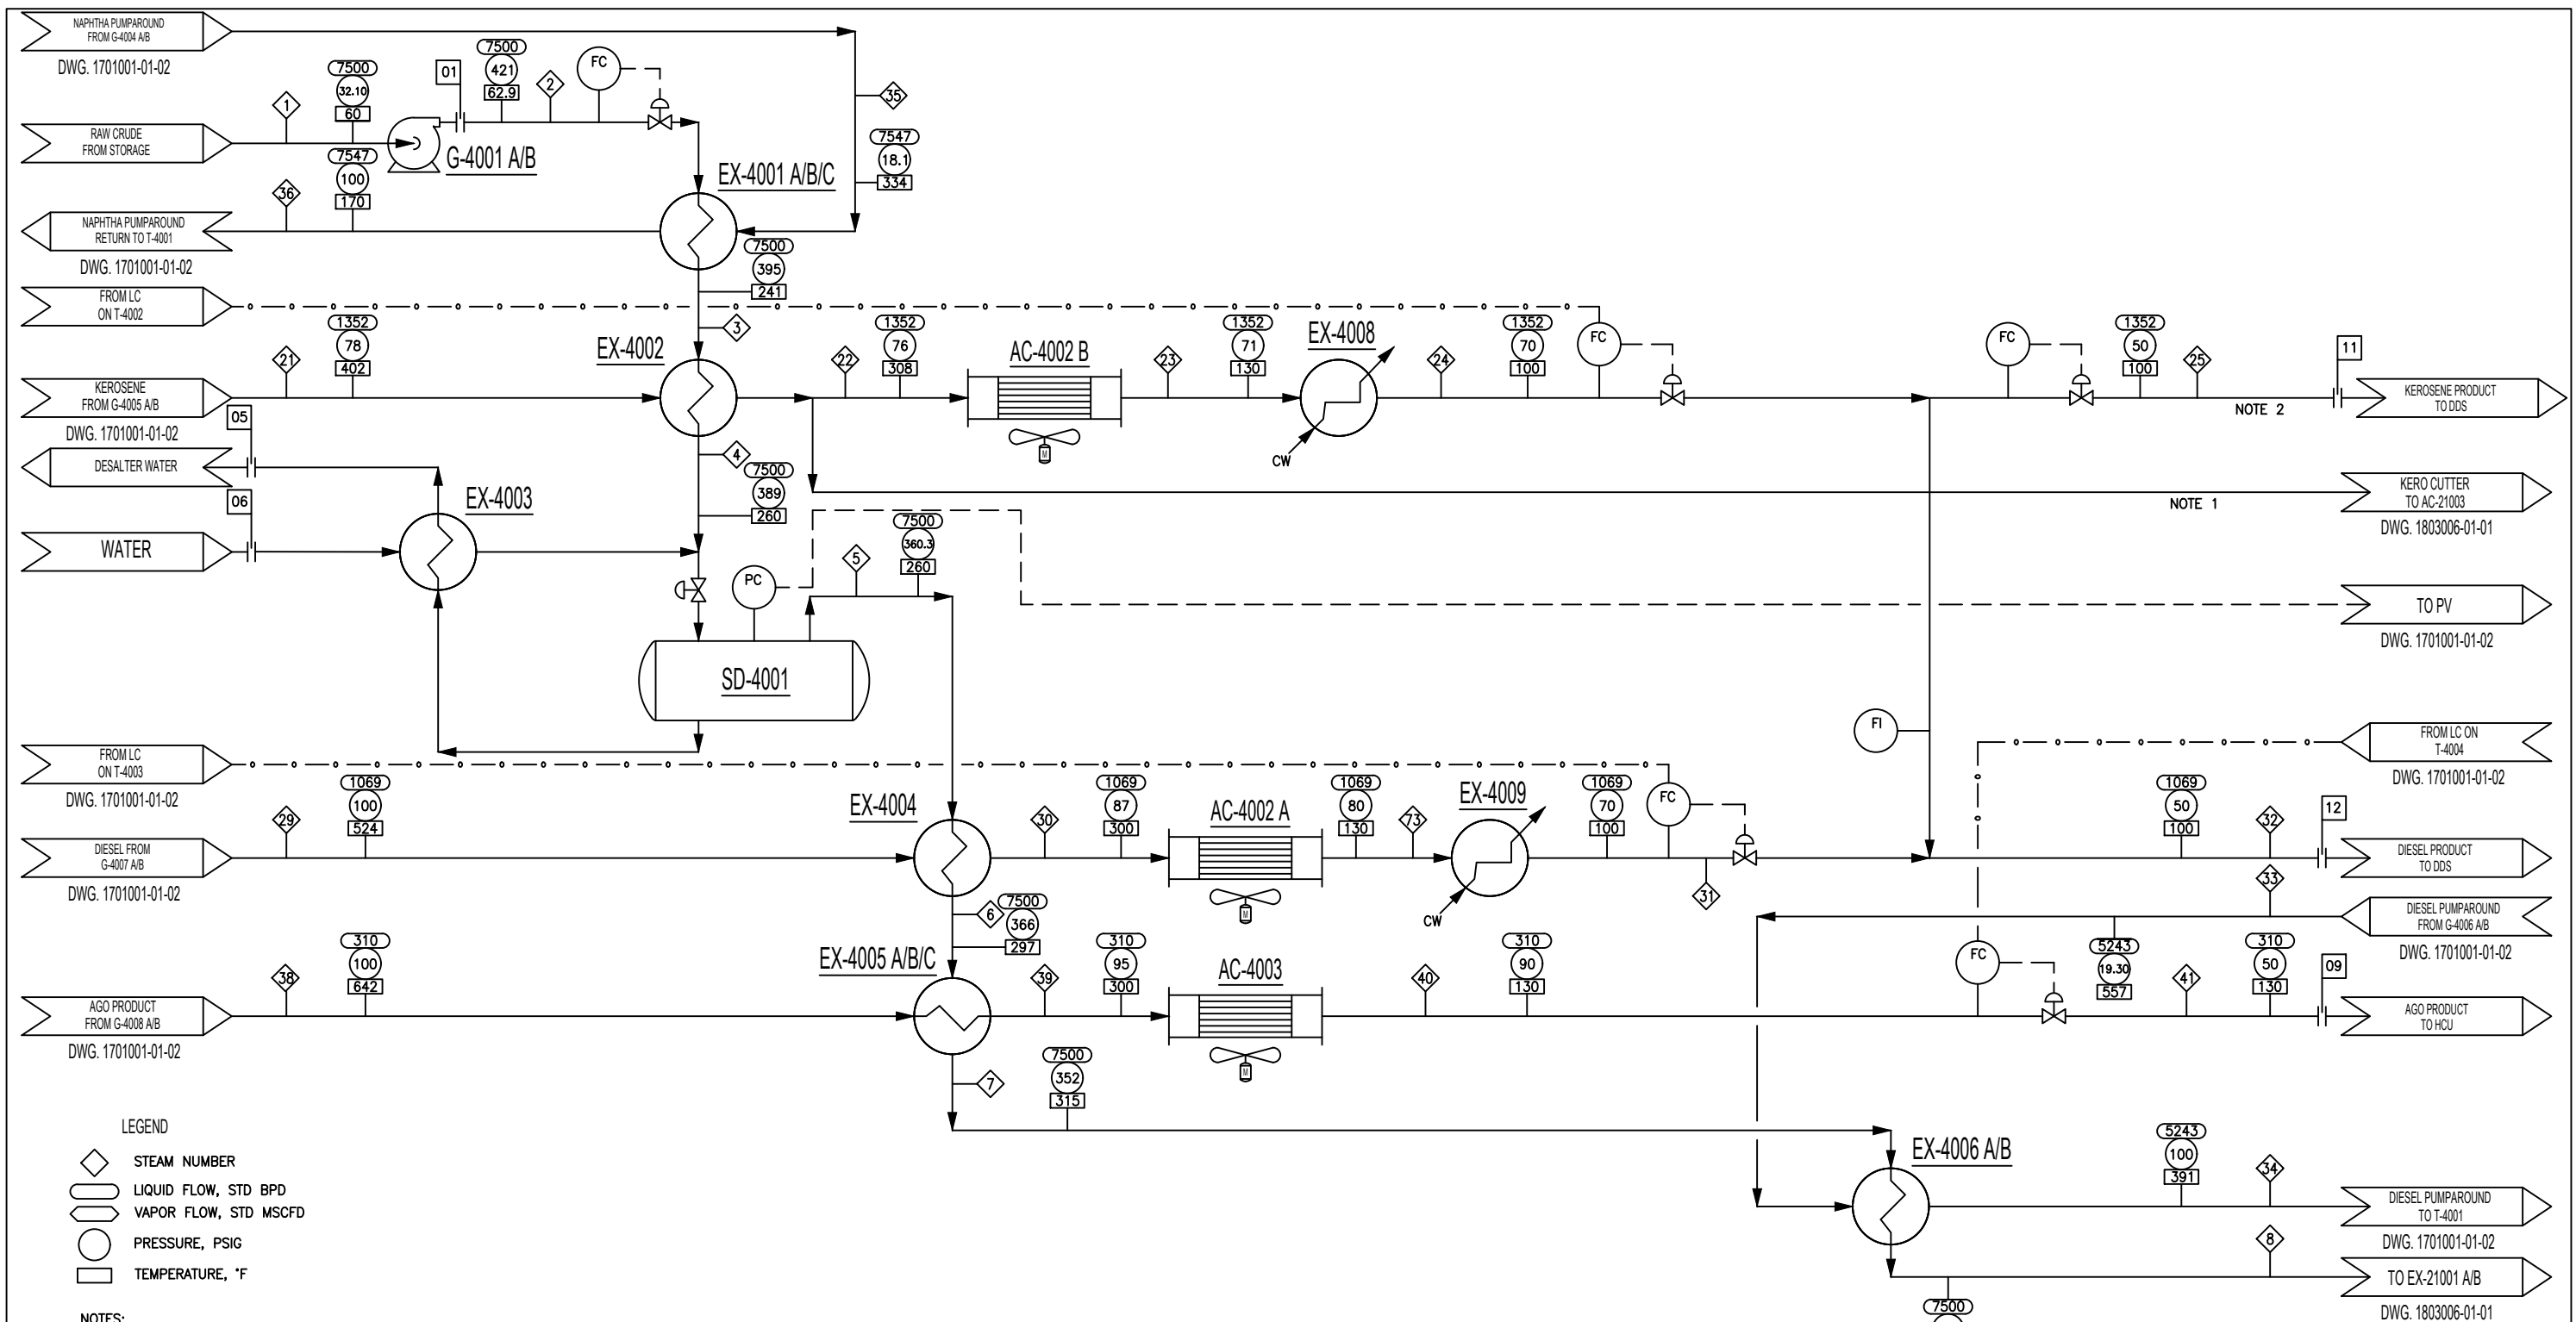 NAPHTHA PUMPAROUND
FROM G-4004 A/B
DWG. 1701001-01-02
7500
32.10
60
01
7500
421
62.9
2
FC
35
1
RAW CRUDE
FROM STORAGE
G-4001 A/B
7547
18.1
334
7547
100
170
36
EX-4001 A/B/C
NAPHTHA PUMPAROUND
RETURN TO T-4001
DWG. 1701001-01-02
7500
395
241
FROM LC
ON T-4002
3
1352
78
402
21
EX-4002
22
1352
76
308
AC-4002 B
M
23
1352
71
130
EX-4008
CW
24
1352
70
100
FC
FC
1352
50
100
25
11
KEROSENE
FROM G-4005 A/B
DWG. 1701001-01-02
NOTE 2
KEROSENE PRODUCT
TO DDS
05
DESALTER WATER
4
7500
389
260
06
EX-4003
WATER
NOTE 1
KERO CUTTER
TO AC-21003
DWG. 1803006-01-01
7500
360.3
260
5
PC
TO PV
DWG. 1701001-01-02
SD-4001
FI
FROM LC
ON T-4003
DWG. 1701001-01-02
FROM LC ON
T-4004
DWG. 1701001-01-02
29
1069
100
524
EX-4004
30
1069
87
300
AC-4002 A
M
1069
80
130
73
EX-4009
CW
1069
70
100
FC
31
1069
50
100
32
12
DIESEL FROM
G-4007 A/B
DWG. 1701001-01-02
DIESEL PRODUCT
TO DDS
33
6
7500
366
297
DIESEL PUMPAROUND
FROM G-4006 A/B
DWG. 1701001-01-02
38
310
100
642
EX-4005 A/B/C
39
310
95
300
AC-4003
M
40
310
90
130
FC
5243
19.30
557
41
310
50
130
09
AGO PRODUCT
FROM G-4008 A/B
DWG. 1701001-01-02
AGO PRODUCT
TO HCU
7
7500
352
315
LEGEND
STEAM NUMBER
LIQUID FLOW, STD BPD
VAPOR FLOW, STD MSCFD
PRESSURE, PSIG
TEMPERATURE, °F
NOTES:
EX-4006 A/B
5243
100
391
34
DIESEL PUMPAROUND
TO T-4001
DWG. 1701001-01-02
8
TO EX-21001 A/B
DWG. 1803006-01-01
7500